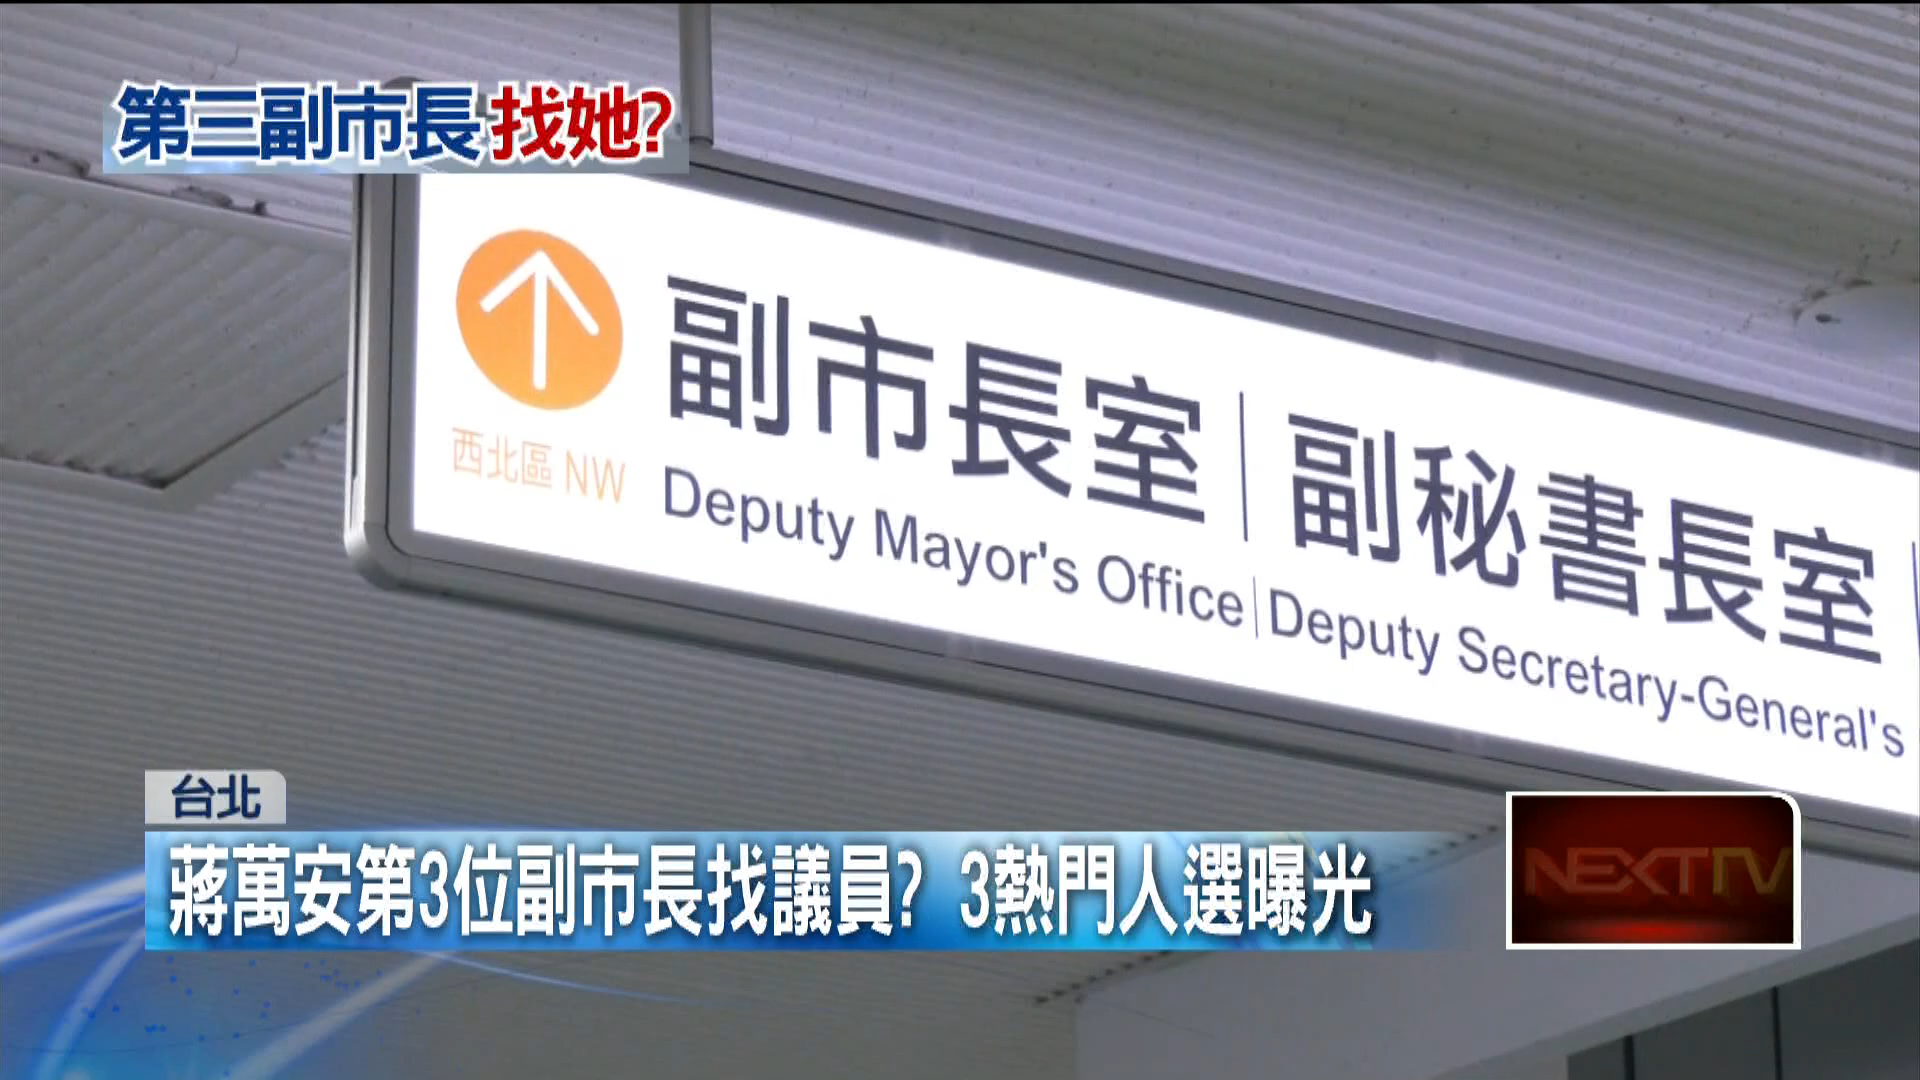 第三副市長找她?
副市長室|副秘書長室
西北區 NW
Deputy Mayor's Office|Deputy Secretary-General's
台北
蔣萬安第3位副市長找議員? 3熱門人選曝光
NEXTTV